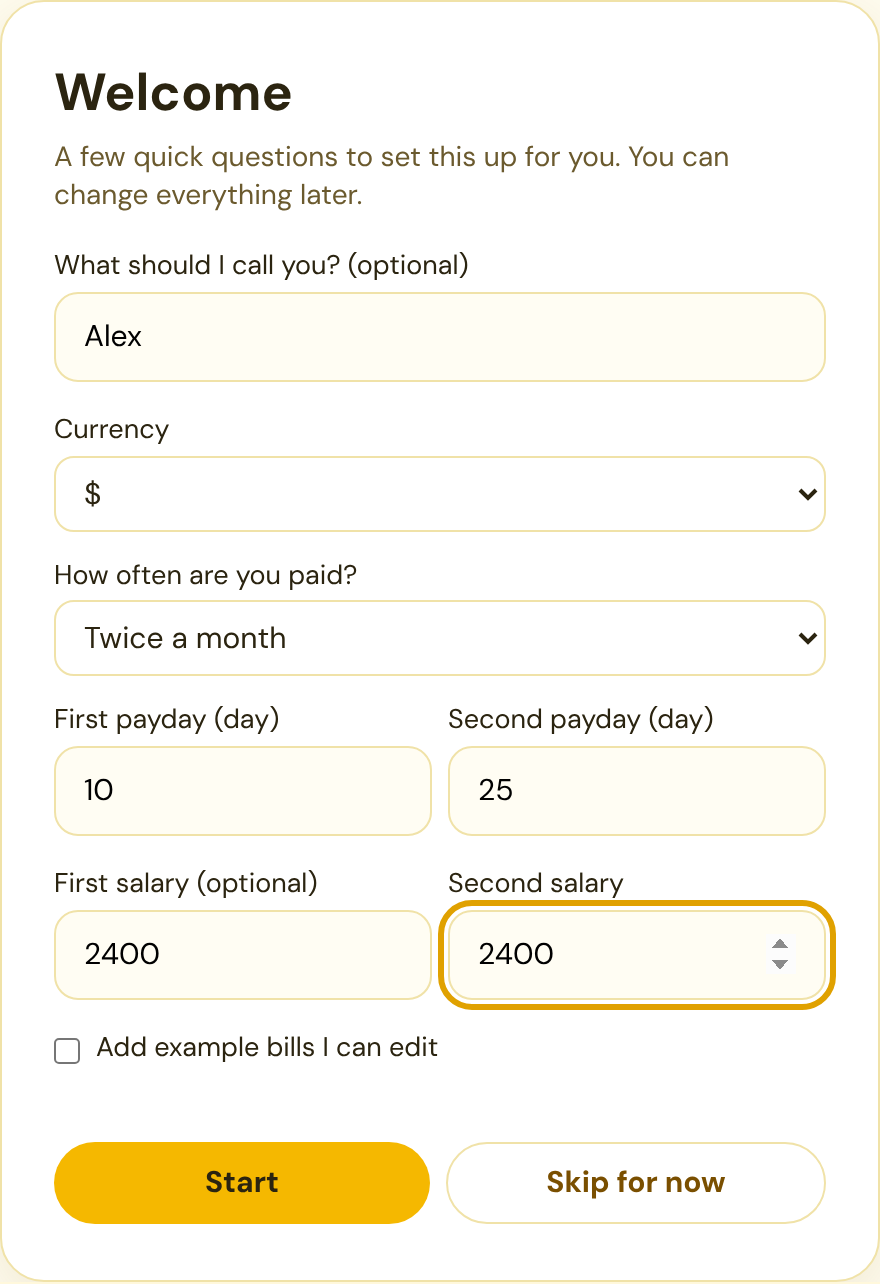 Welcome
A few quick questions to set this up for you. You can
change everything later.
What should I call you? (optional)
Alex
Currency
$
How often are you paid?
Twice a month
First payday (day)
Second payday (day)
10
25
First salary (optional)
Second salary
2400
2400
Add example bills I can edit
Start
Skip for now